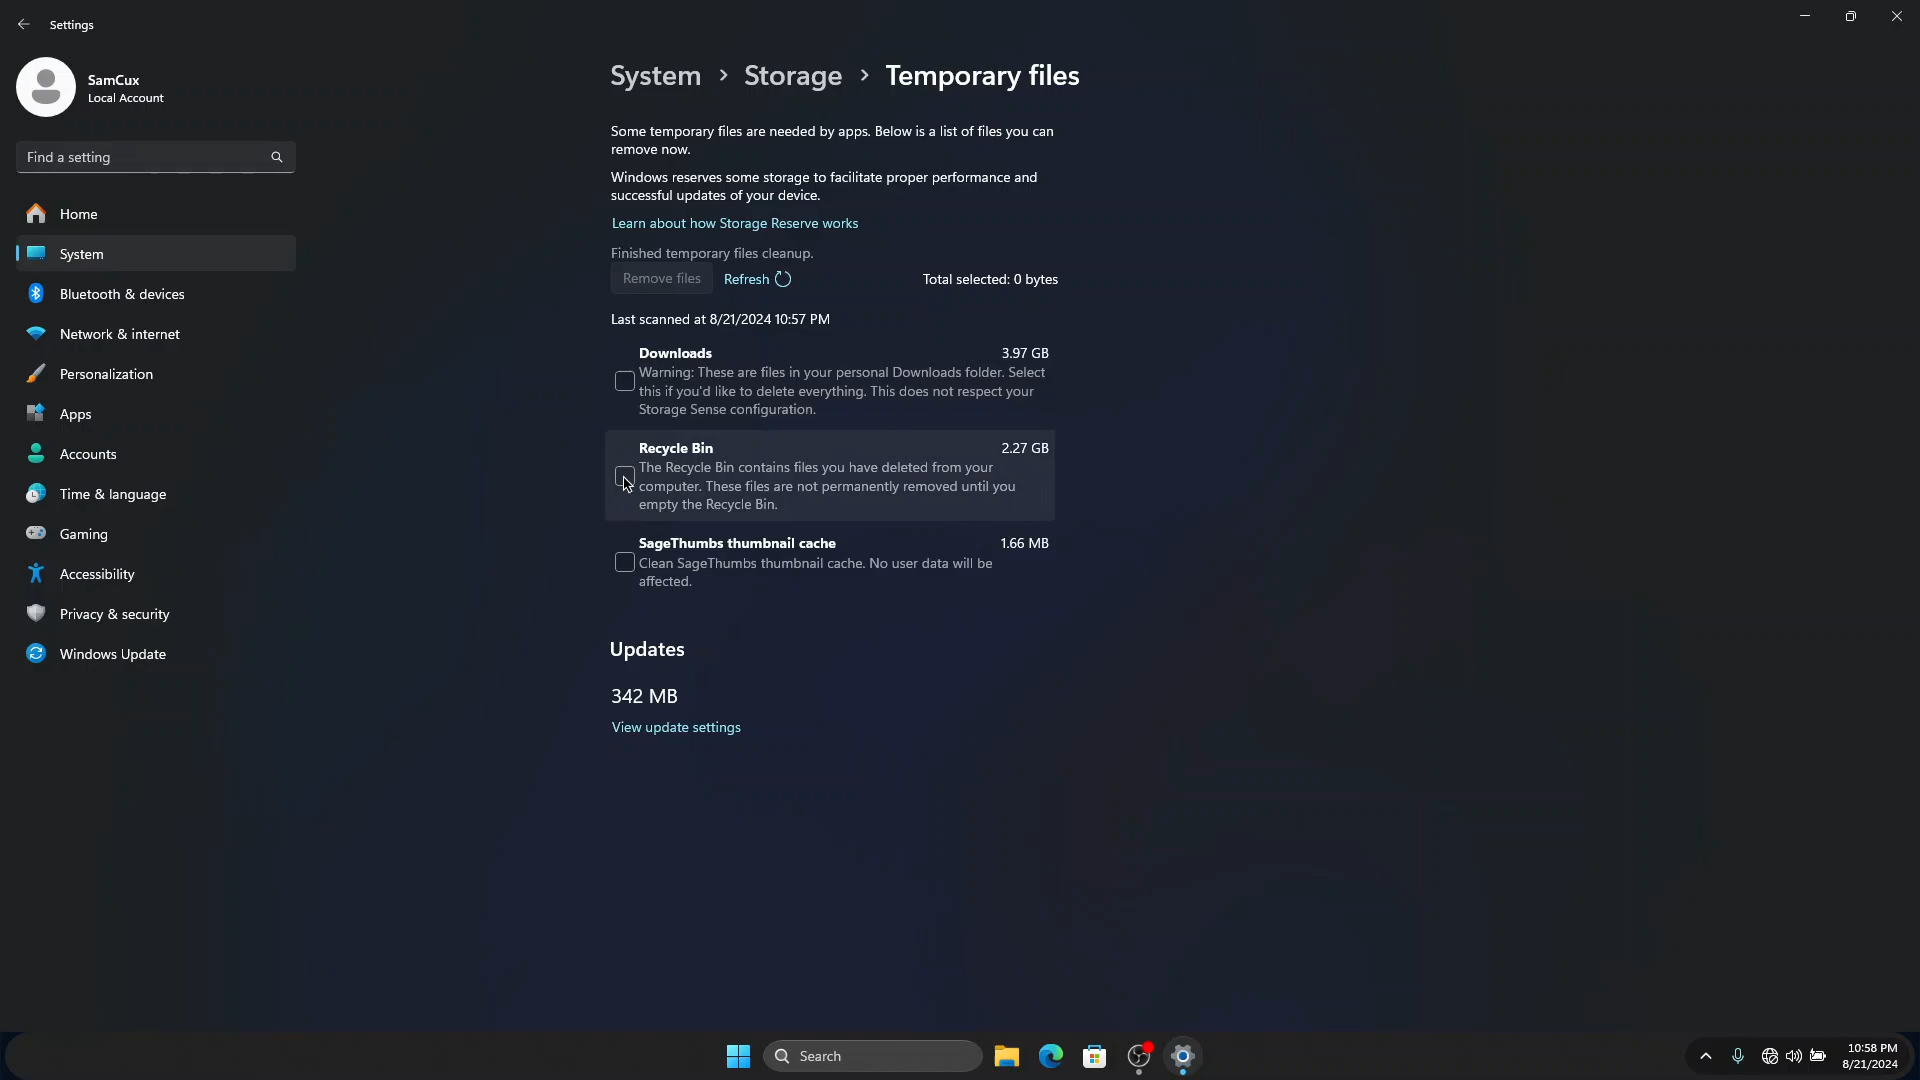 Settings
SamCux
Local Account
Find a setting
Home
System
Bluetooth & devices
Network & internet
Personalization
Apps
Accounts
Time & language
Gaming
Accessibility
Privacy & security
Windows Update
System > Storage > Temporary files
Some temporary files are needed by apps. Below is a list of files you can
remove now.
Windows reserves some storage to facilitate proper performance and
successful updates of your device.
Learn about how Storage Reserve works
Finished temporary files cleanup.
Remove files Refresh Total selected: 0 bytes
Last scanned at 8/21/2024 10:57 PM
Downloads 3.97 GB
Warning: These are files in your personal Downloads folder. Select
this if you'd like to delete everything. This does not respect your
Storage Sense configuration.
Recycle Bin 2.27 GB
The Recycle Bin contains files you have deleted from your
computer. These files are not permanently removed until you
empty the Recycle Bin.
SageThumbs thumbnail cache 1.66 MB
Clean SageThumbs thumbnail cache. No user data will be
affected.
Updates
342 MB
View update settings
Search
10:58 PM
8/21/2024